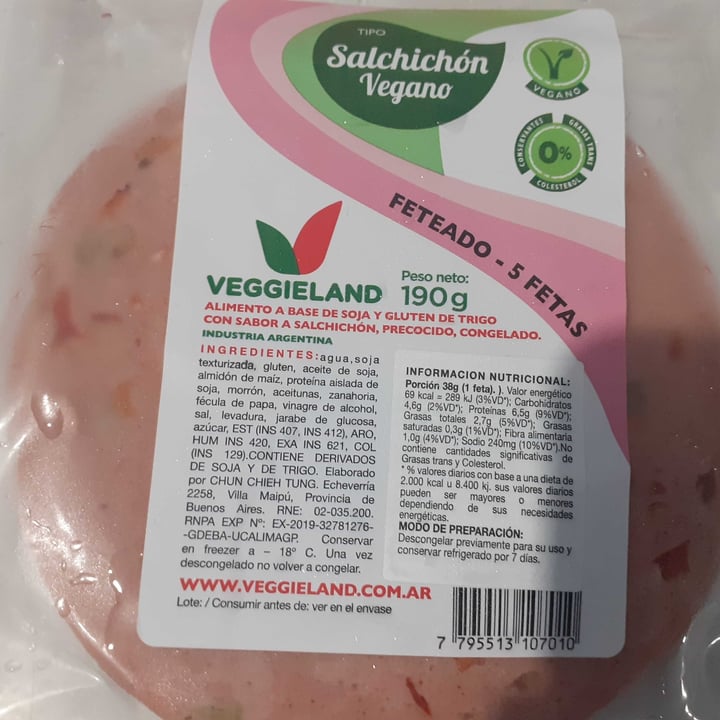 TIPO
Salchichón
Vegano
VEGANO
CONSERVANTES
GRASAS TRANS
0%
COLESTEROL
FETEADO - 5 FETAS
VEGGIELAND
Peso neto:
190g
ALIMENTO A BASE DE SOJA Y GLUTEN DE TRIGO
CON SABOR A SALCHICHÓN, PRECOCIDO, CONGELADO.
INDUSTRIA ARGENTINA
INGREDIENTES:agua,soja
texturizada, gluten, aceite de soja,
almidón de maíz, proteína aislada de
soja, morrón, aceitunas, zanahoria,
fécula de papa, vinagre de alcohol,
sal, levadura, jarabe de glucosa,
azúcar, EST (INS 407, INS 412), ARO,
HUM INS 420, EXA INS 621, COL
(INS 129).CONTIENE DERIVADOS
DE SOJA Y DE TRIGO. Elaborado
por CHUN CHIEH TUNG. Echeverría
2258, Villa Maipú, Provincia de
Buenos Aires. RNE: 02-035.200.
RNPA EXP Nº: EX-2019-32781276-
-GDEBA-UCALIMAGP. Conservar
en freezer a – 18º C. Una vez
descongelado no volver a congelar.
INFORMACION NUTRICIONAL:
Porción 38g (1 feta). ). Valor energético
69 kcal = 289 kJ (3%VD*); Carbohidratos
4,6g (2%VD*); Proteínas 6,5g (9%VD*);
Grasas totales 2,7g (5%VD*); Grasas
saturadas 0,3g (1%VD*); Fibra alimentaria
1,0g (4%VD*); Sodio 240mg (10%VD*).No
contiene cantidades significativas de
Grasas trans y Colesterol.
* % valores diarios con base a una dieta de
2.000 kcal u 8.400 kj. sus valores diarios
pueden ser mayores o menores
dependiendo de sus necesidades
energéticas.
MODO DE PREPARACIÓN:
Descongelar previamente para su uso y
conservar refrigerado por 7 días.
WWW.VEGGIELAND.COM.AR
Lote: / Consumir antes de: ver en el envase
7 795513 107010